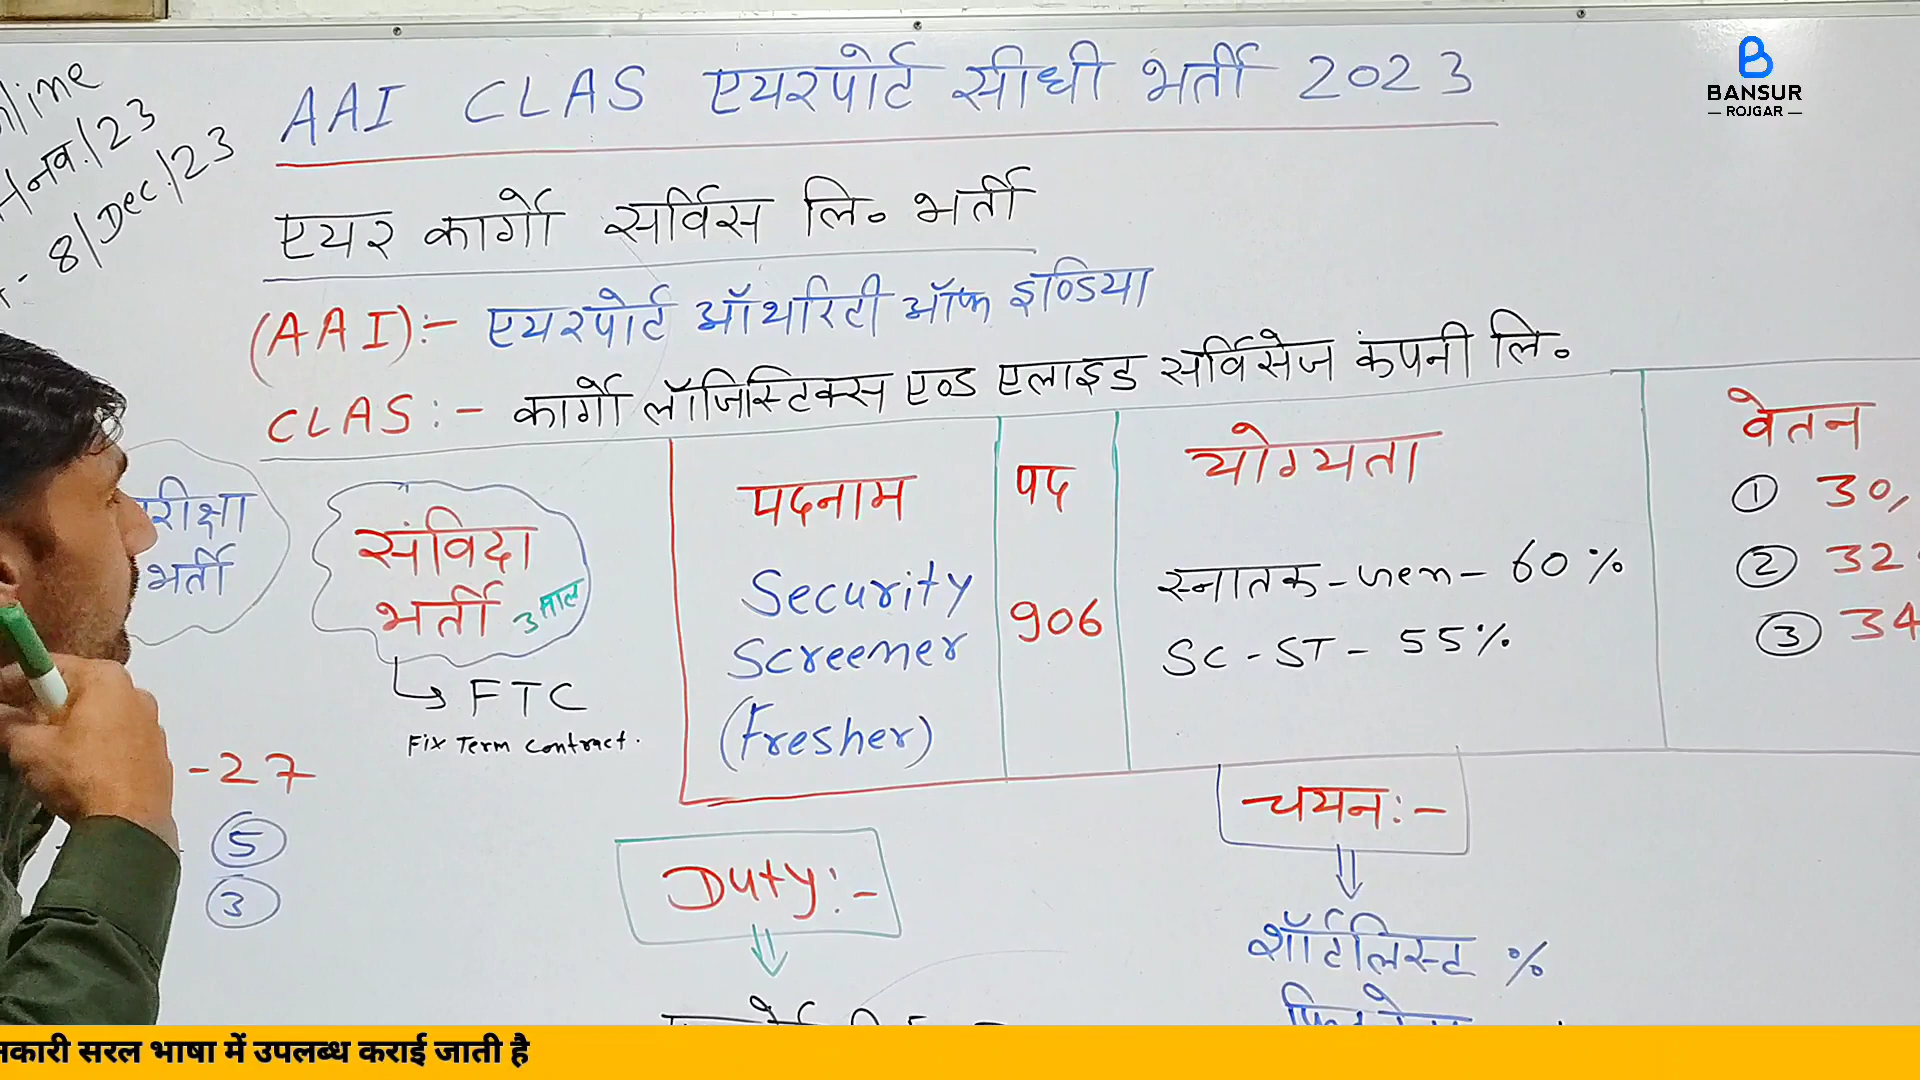 AAI CLAS एयरपोर्ट सीधी भर्ती 2023
BANSUR
— ROJGAR —
नव./23
8/Dec./23
एयर कार्गो सर्विस लि० भर्ती
(AAI):- एयरपोर्ट ऑथरिटी ऑफ इण्डिया
CLAS:- कार्गो लॉजिस्टिक्स एण्ड एलाइड सर्विसेज कंपनी लि०
रीक्षा
भर्ती
संविदा
भर्ती 3 साल
FTC
Fix Term Contract.
-27
5
3
पदनाम
Security
Screener
(Fresher)
पद
906
योग्यता
स्नातक-Gen- 60%
SC-ST- 55%
वेतन
① 30,
② 32
③ 34
Duty:-
चयन:-
शॉर्टलिस्ट %
कारी सरल भाषा में उपलब्ध कराई जाती है